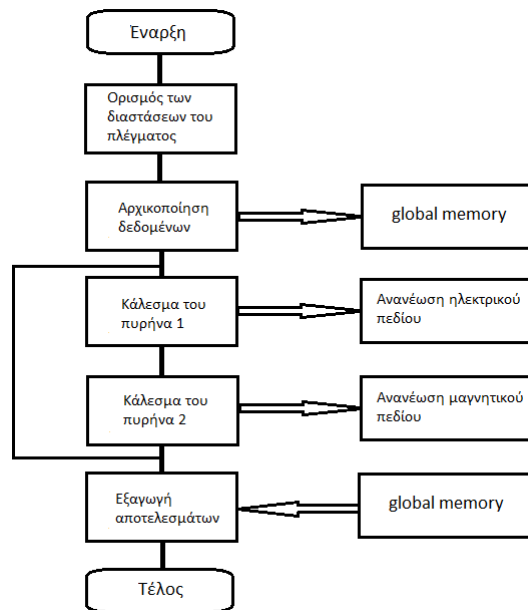 Έναρξη
Ορισμός των
διαστάσεων του
πλέγματος
Αρχικοποίηση
δεδομένων
global memory
Κάλεσμα του
πυρήνα 1
Ανανέωση ηλεκτρικού
πεδίου
Κάλεσμα του
πυρήνα 2
Ανανέωση μαγνητικού
πεδίου
Εξαγωγή
αποτελεσμάτων
global memory
Τέλος